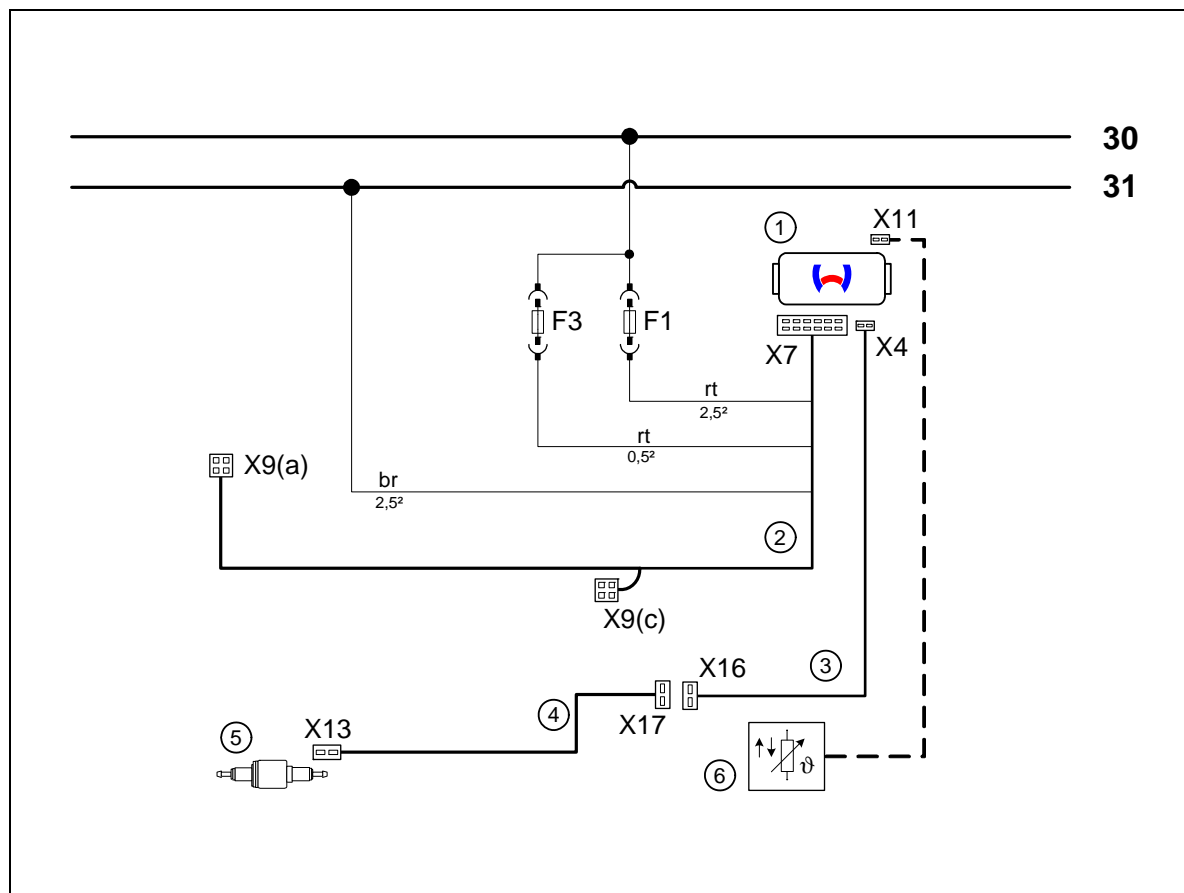 30
31
1
X11
F3
F1
X7
X4
rt
2,5²
rt
0,5²
X9(a)
br
2,5²
2
X9(c)
X16
3
4
X17
5
X13
6
ϑ